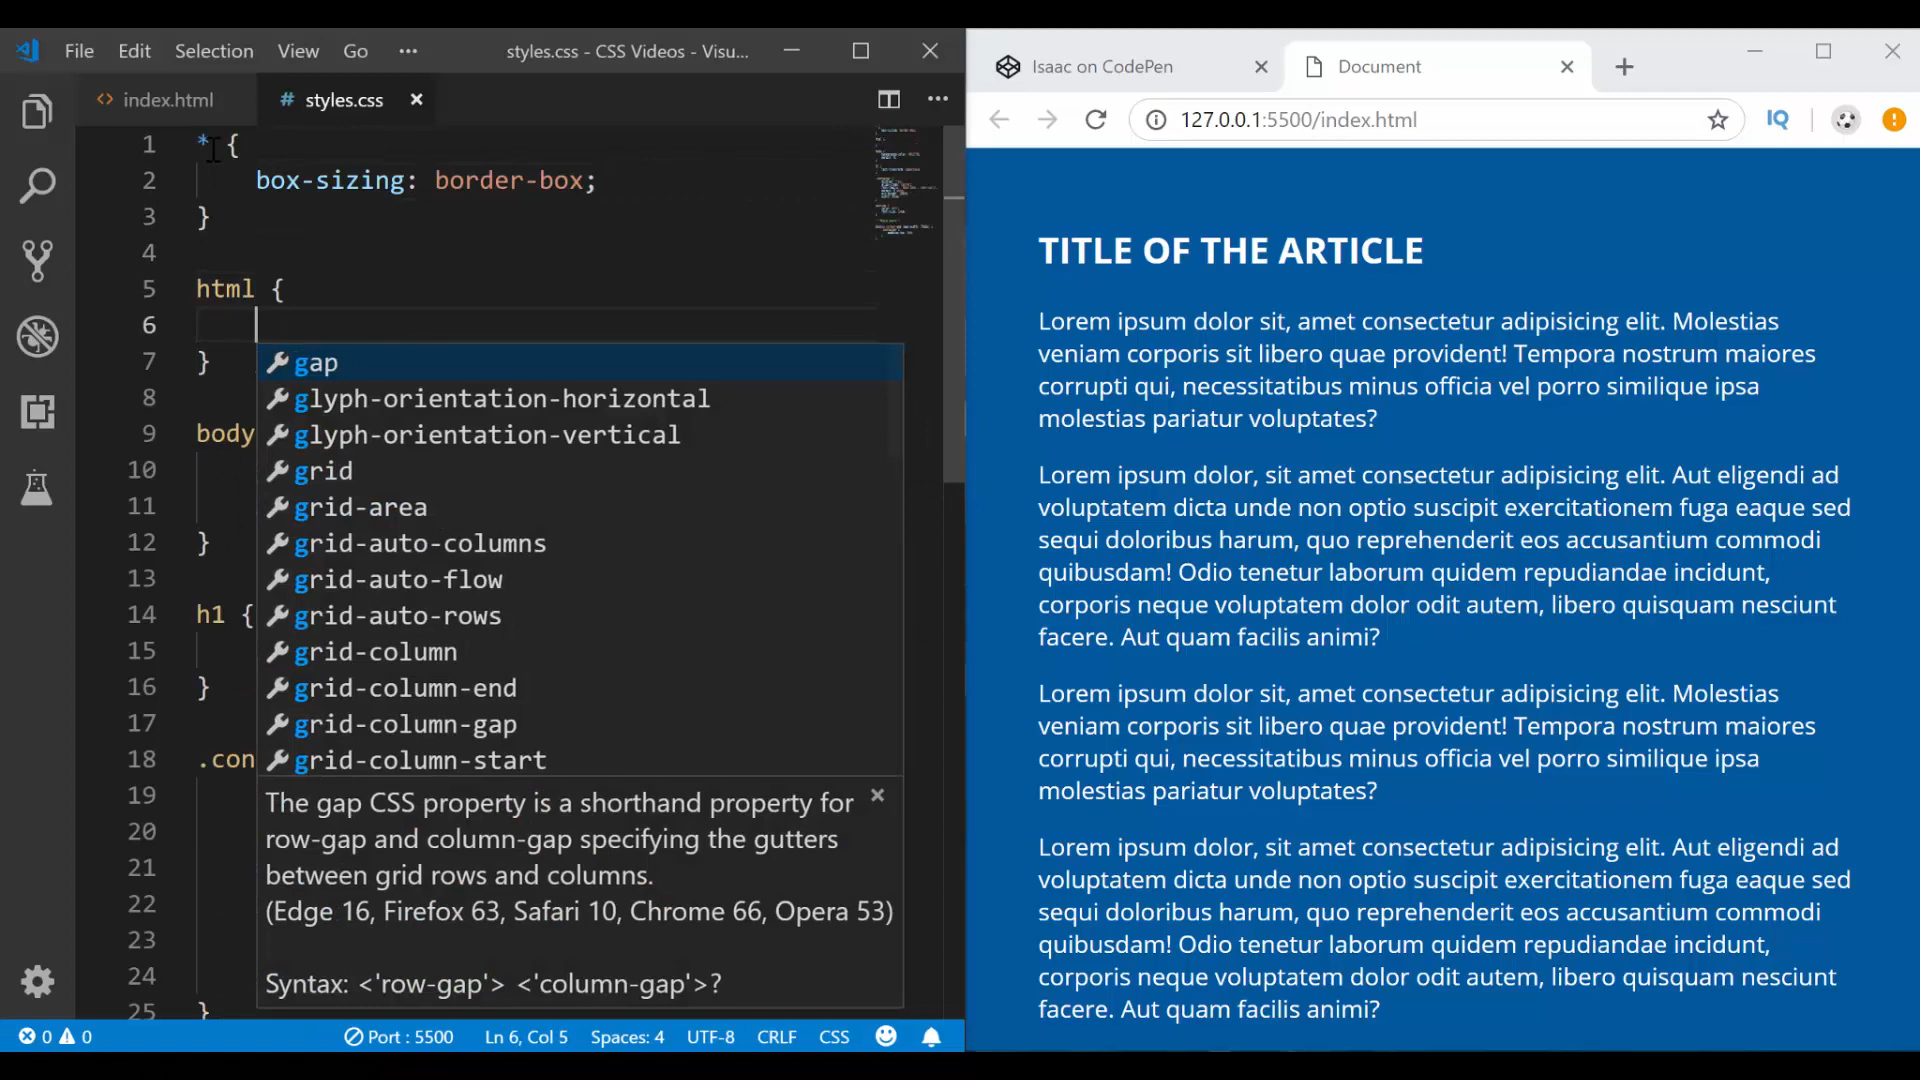 File Edit Selection View Go ··· styles.css - CSS Videos - Visu...
index.html styles.css
1 * {
2 box-sizing: border-box;
3 }
4
5 html {
6
7 }
8
9 body
10
11
12 }
13
14 h1 {
15
16 }
17
18 .con
19
20
21
22
23
24
25 }
gap
glyph-orientation-horizontal
glyph-orientation-vertical
grid
grid-area
grid-auto-columns
grid-auto-flow
grid-auto-rows
grid-column
grid-column-end
grid-column-gap
grid-column-start
The gap CSS property is a shorthand property for
row-gap and column-gap specifying the gutters
between grid rows and columns.
(Edge 16, Firefox 63, Safari 10, Chrome 66, Opera 53)
Syntax: <'row-gap'> <'column-gap'>?
0 0 Port : 5500 Ln 6, Col 5 Spaces: 4 UTF-8 CRLF CSS
Isaac on CodePen Document
127.0.0.1:5500/index.html IQ
TITLE OF THE ARTICLE
Lorem ipsum dolor sit, amet consectetur adipisicing elit. Molestias
veniam corporis sit libero quae provident! Tempora nostrum maiores
corrupti qui, necessitatibus minus officia vel porro similique ipsa
molestias pariatur voluptates?
Lorem ipsum dolor, sit amet consectetur adipisicing elit. Aut eligendi ad
voluptatem dicta unde non optio suscipit exercitationem fuga eaque sed
sequi doloribus harum, quo reprehenderit eos accusantium commodi
quibusdam! Odio tenetur laborum quidem repudiandae incidunt,
corporis neque voluptatem dolor odit autem, libero quisquam nesciunt
facere. Aut quam facilis animi?
Lorem ipsum dolor sit, amet consectetur adipisicing elit. Molestias
veniam corporis sit libero quae provident! Tempora nostrum maiores
corrupti qui, necessitatibus minus officia vel porro similique ipsa
molestias pariatur voluptates?
Lorem ipsum dolor, sit amet consectetur adipisicing elit. Aut eligendi ad
voluptatem dicta unde non optio suscipit exercitationem fuga eaque sed
sequi doloribus harum, quo reprehenderit eos accusantium commodi
quibusdam! Odio tenetur laborum quidem repudiandae incidunt,
corporis neque voluptatem dolor odit autem, libero quisquam nesciunt
facere. Aut quam facilis animi?